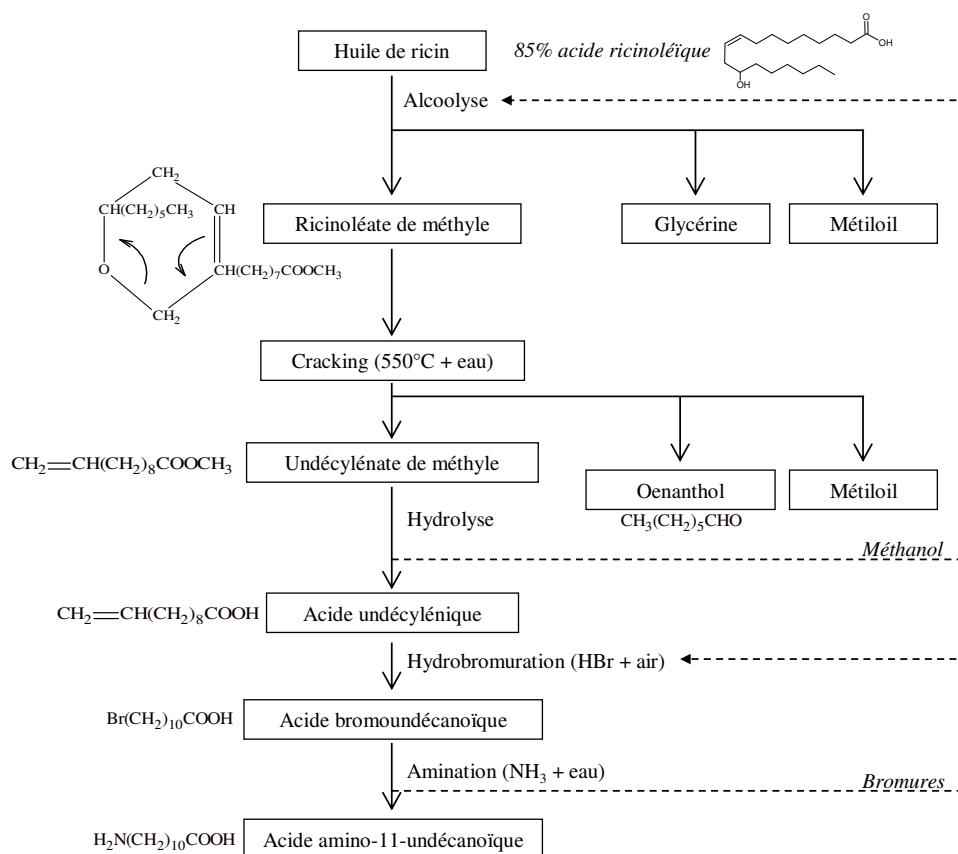 Huile de ricin
85% acide ricinoléïque
O
OH
OH
Alcoolyse
CH2
CH(CH2)5CH3
CH
O
CH(CH2)7COOCH3
CH2
Ricinoléate de méthyle
Glycérine
Métiloil
Cracking (550°C + eau)
CH2=CH(CH2)8COOCH3
Undécylénate de méthyle
Oenanthol
Métiloil
CH3(CH2)5CHO
Hydrolyse
Méthanol
CH2=CH(CH2)8COOH
Acide undécylénique
Hydrobromuration (HBr + air)
Br(CH2)10COOH
Acide bromoundécanoïque
Amination (NH3 + eau)
Bromures
H2N(CH2)10COOH
Acide amino-11-undécanoïque